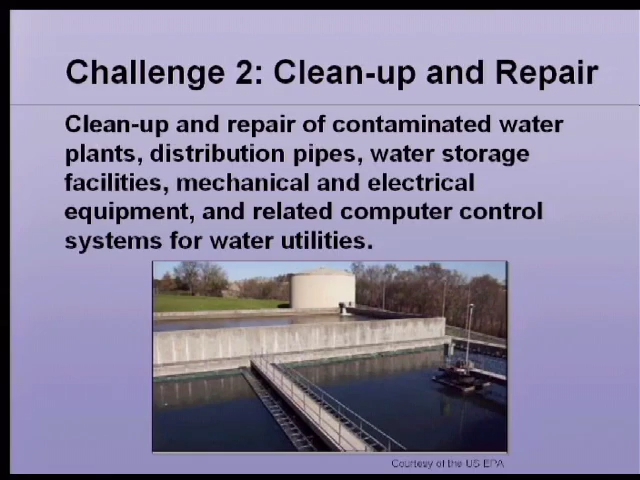 Challenge 2: Clean-up and Repair
Clean-up and repair of contaminated water
plants, distribution pipes, water storage
facilities, mechanical and electrical
equipment, and related computer control
systems for water utilities.
Courtesy of the US EPA